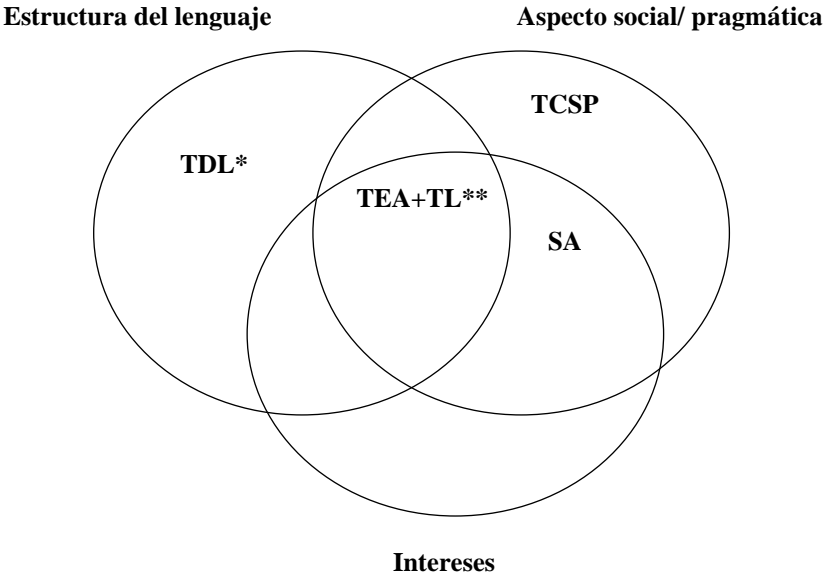 Estructura del lenguaje
Aspecto social/ pragmática
TCSP
TDL*
TEA+TL**
SA
Intereses